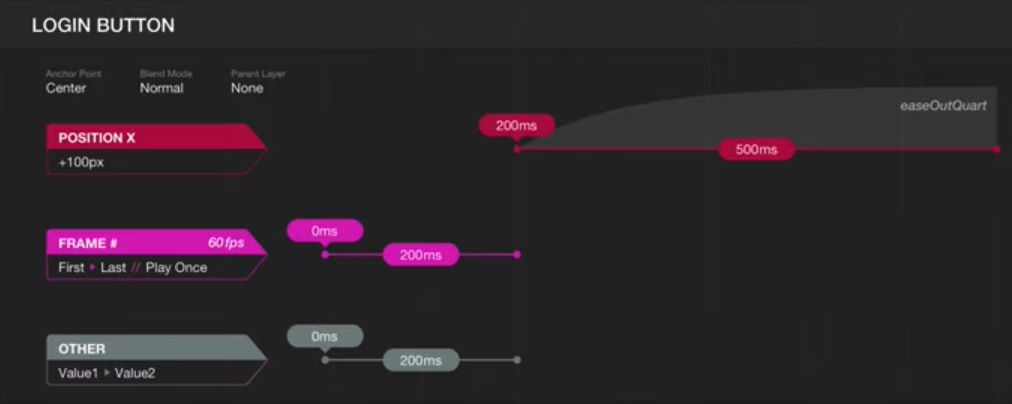 LOGIN BUTTON
Anchor Point Blend Mode Parent Layer
Center Normal None
easeOutQuart
200ms
POSITION X
500ms
+100px
0ms
FRAME # 60fps
200ms
First ▸ Last // Play Once
0ms
OTHER
200ms
Value1 ▸ Value2